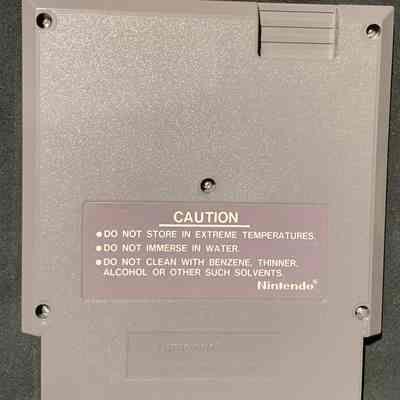 CAUTION
●DO NOT STORE IN EXTREME TEMPERATURES.
●DO NOT IMMERSE IN WATER.
●DO NOT CLEAN WITH BENZENE, THINNER,
ALCOHOL OR OTHER SUCH SOLVENTS.
Nintendo®